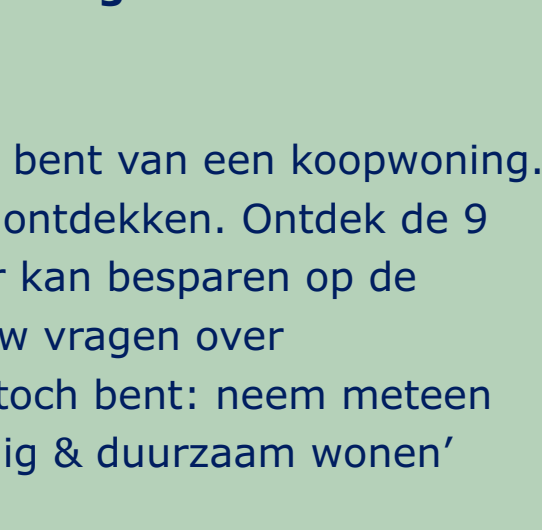 bent van een koopwoning.
ontdekken. Ontdek de 9
kan besparen op de
vragen over
toch bent: neem meteen
& duurzaam wonen’